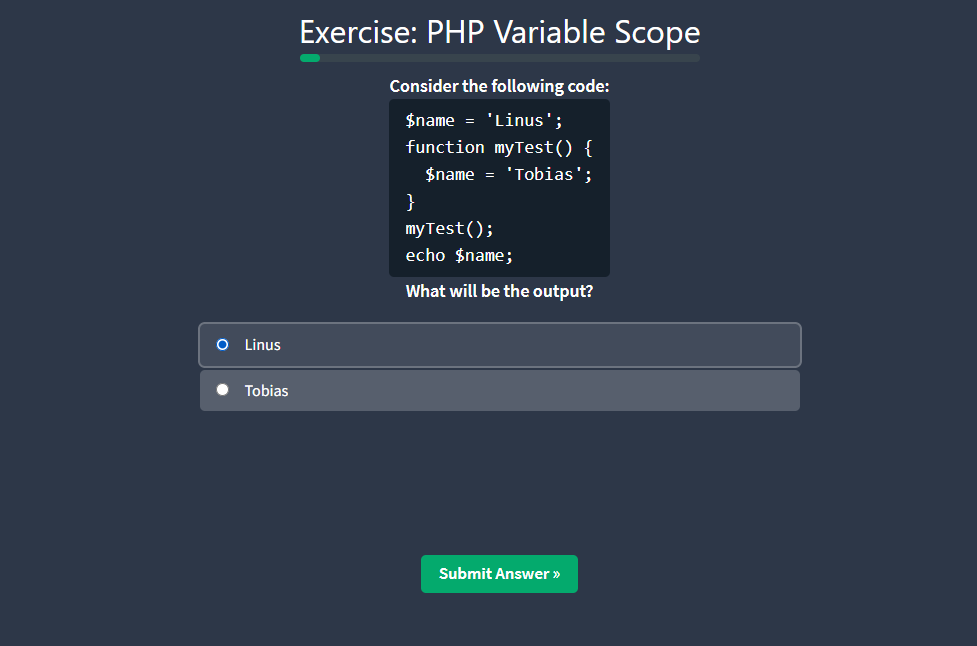 Exercise: PHP Variable Scope
Consider the following code:
$name = 'Linus';
function myTest() {
  $name = 'Tobias';
}
myTest();
echo $name;
What will be the output?
Linus
Tobias
Submit Answer »